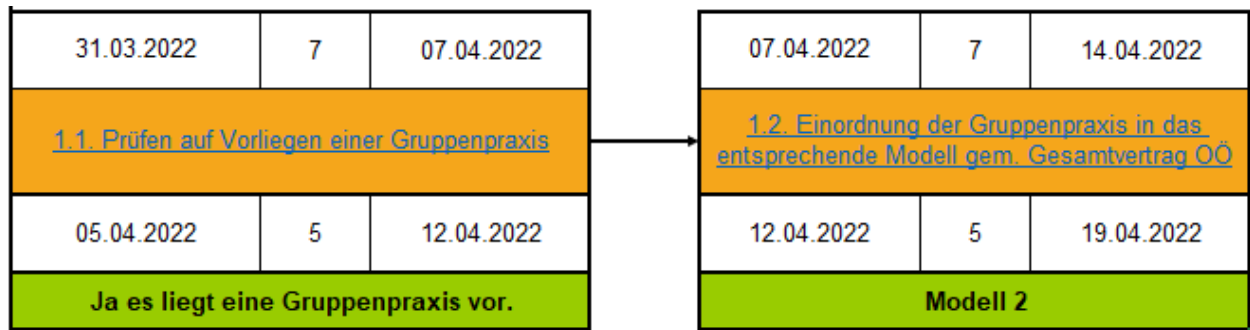 31.03.2022 7 07.04.2022
1.1. Prüfen auf Vorliegen einer Gruppenpraxis
05.04.2022 5 12.04.2022
Ja es liegt eine Gruppenpraxis vor.
07.04.2022 7 14.04.2022
1.2. Einordnung der Gruppenpraxis in das
entsprechende Modell gem. Gesamtvertrag OÖ
12.04.2022 5 19.04.2022
Modell 2